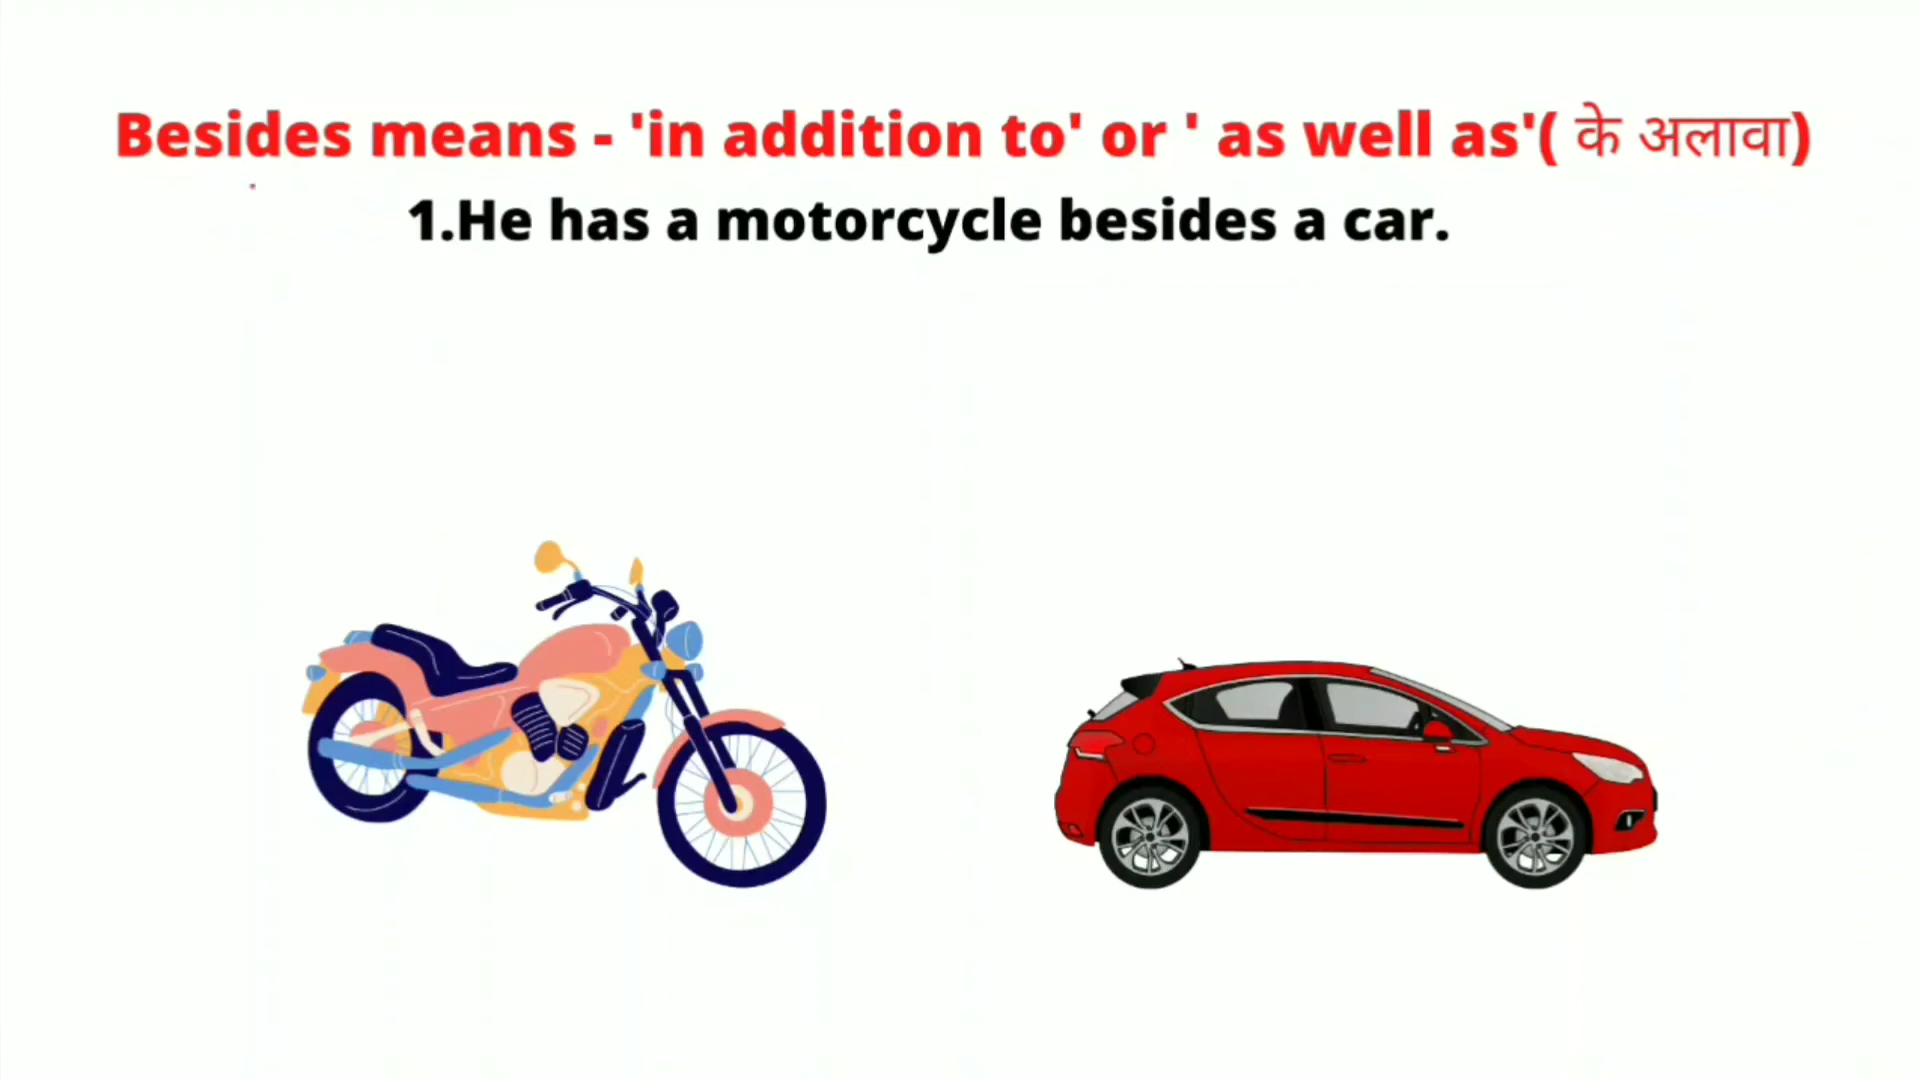 Besides means - 'in addition to' or ' as well as'( के अलावा)
1.He has a motorcycle besides a car.